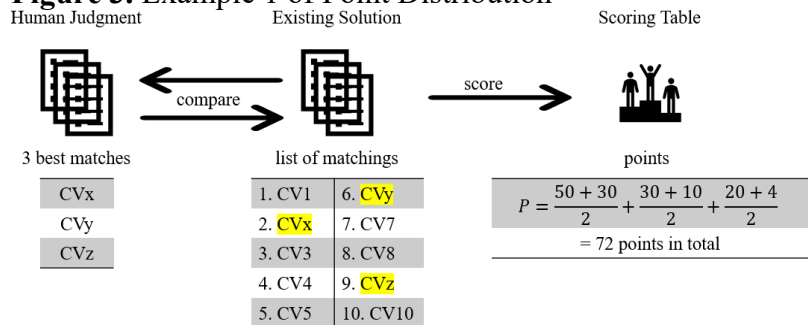 Figure 3. Example 1 of Point Distribution
Human Judgment
Existing Solution
Scoring Table
compare
score
3 best matches
list of matchings
points
CVx
CVy
CVz
1. CV1 6. CVy
2. CVx 7. CV7
3. CV3 8. CV8
4. CV4 9. CVz
5. CV5 10. CV10
P = (50 + 30)/2 + (30 + 10)/2 + (20 + 4)/2
= 72 points in total